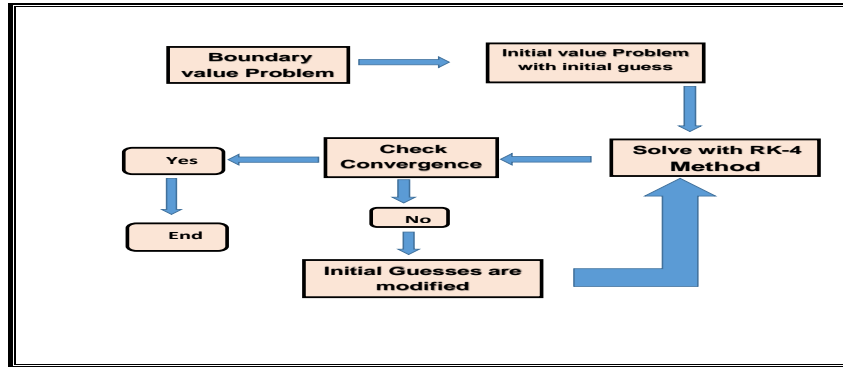 Boundary
value Problem
Initial value Problem
with initial guess
Solve with RK-4
Method
Check
Convergence
Yes
End
No
Initial Guesses are
modified